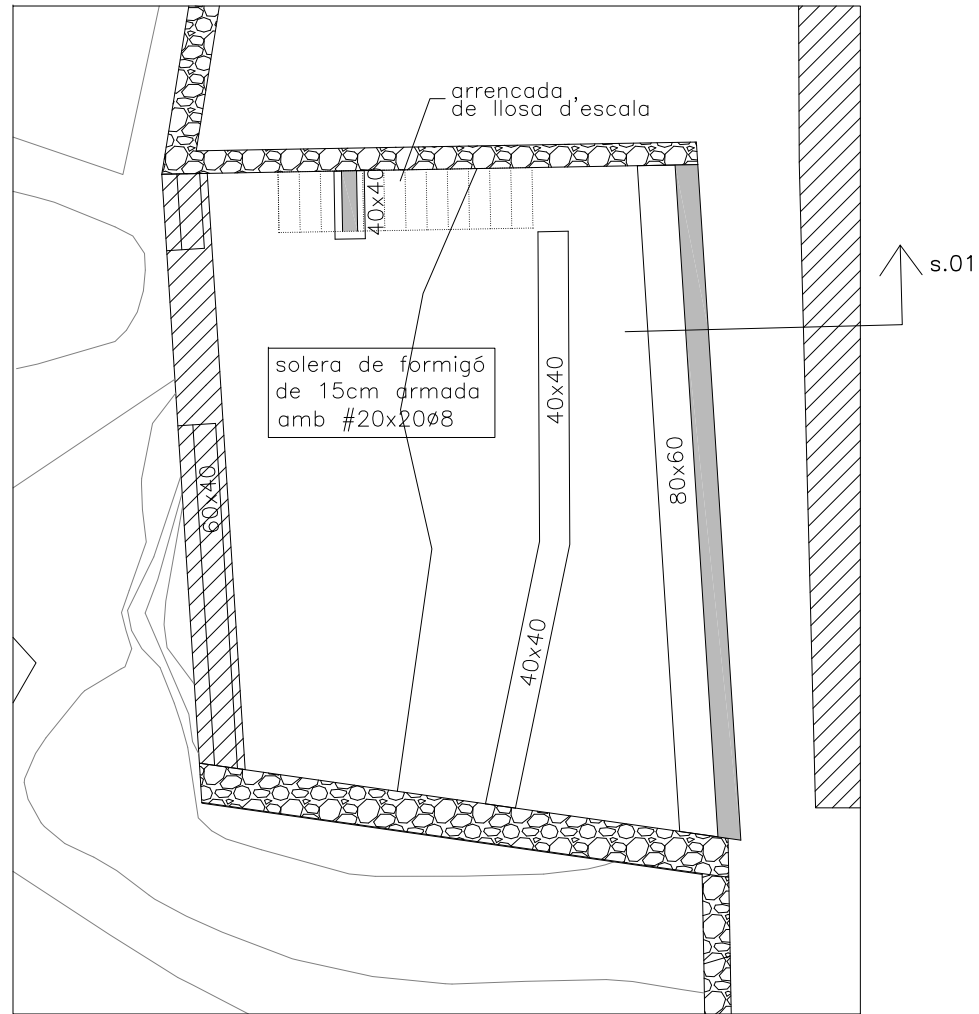 arrencada
de llosa d'escala
40x40
s.01
solera de formigó
de 15cm armada
amb #20x20ø8
40x40
80x60
60x40
40x40